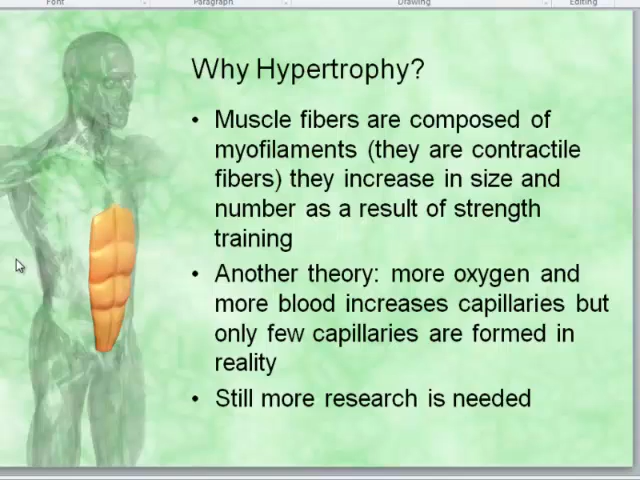 Font Paragraph Drawing Editing
Why Hypertrophy?
• Muscle fibers are composed of
myofilaments (they are contractile
fibers) they increase in size and
number as a result of strength
training
• Another theory: more oxygen and
more blood increases capillaries but
only few capillaries are formed in
reality
• Still more research is needed